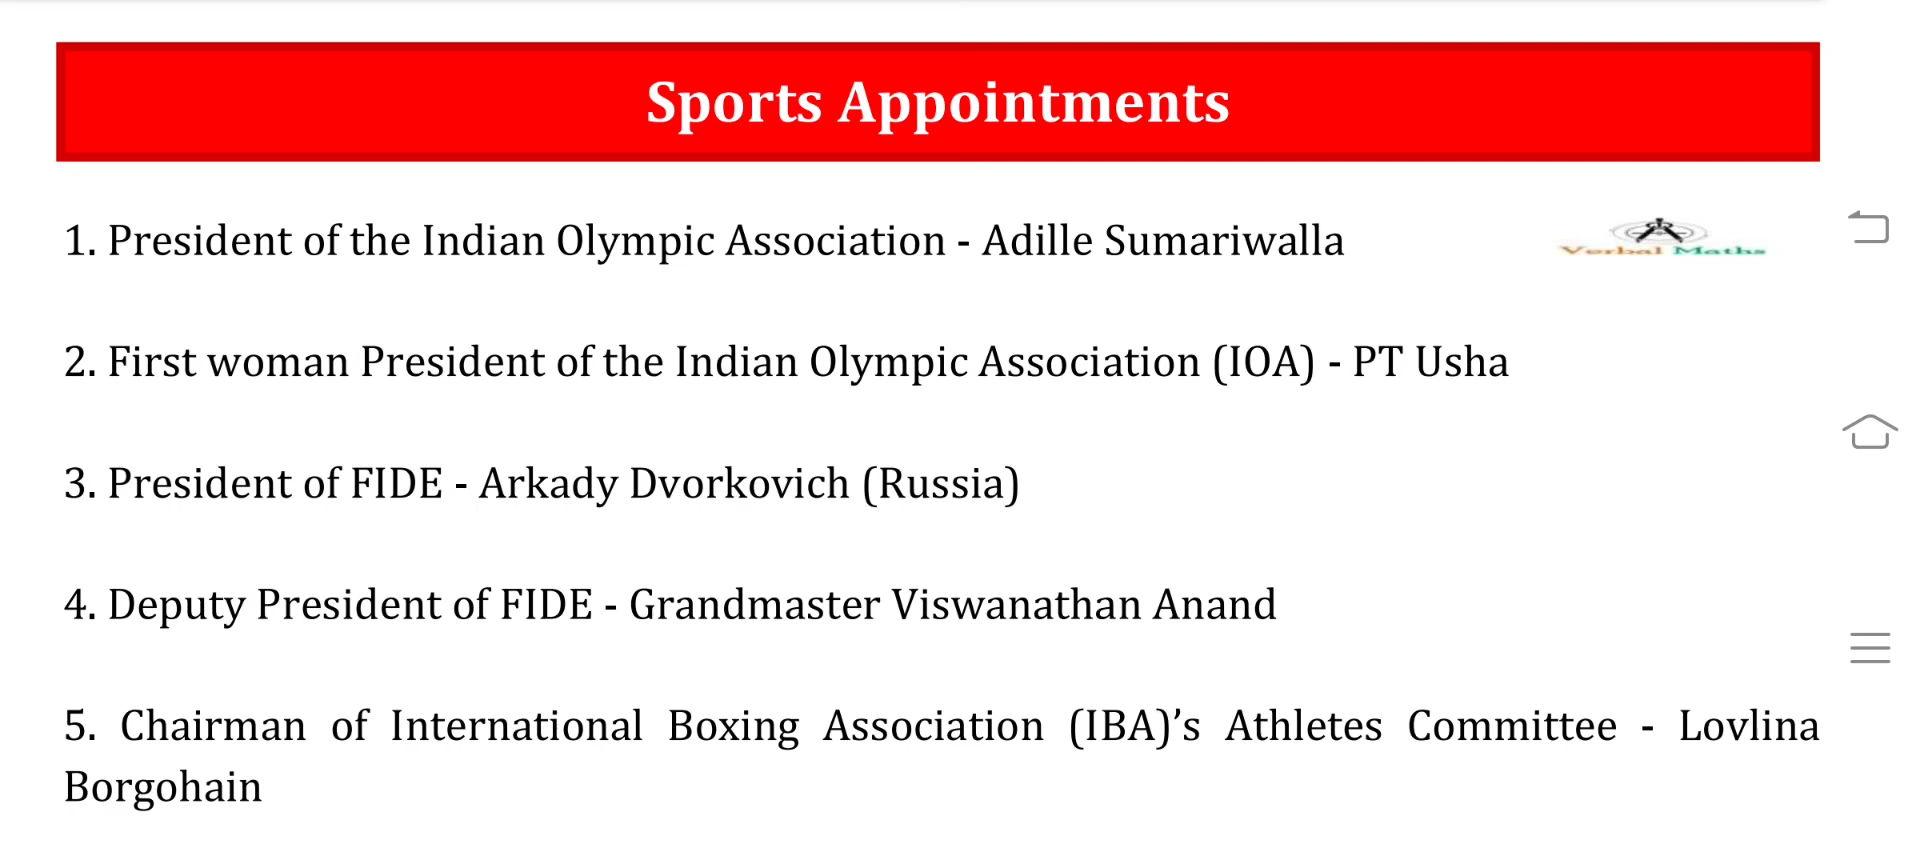 Sports Appointments
1. President of the Indian Olympic Association - Adille Sumariwalla
Verbal Maths
2. First woman President of the Indian Olympic Association (IOA) - PT Usha
3. President of FIDE - Arkady Dvorkovich (Russia)
4. Deputy President of FIDE - Grandmaster Viswanathan Anand
5. Chairman of International Boxing Association (IBA)’s Athletes Committee - Lovlina
Borgohain